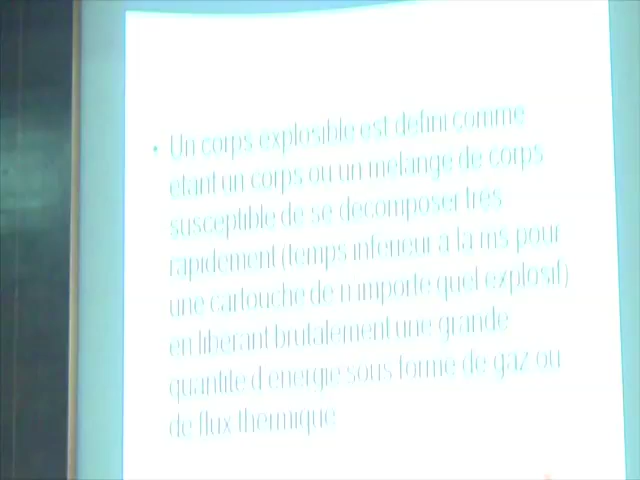 • Un corps explosible est défini comme
étant un corps ou un mélange de corps
susceptible de se décomposer très
rapidement (temps inférieur à la ms pour
une cartouche de n'importe quel explosif)
en libérant brutalement une grande
quantité d'énergie sous forme de gaz ou
de flux thermique